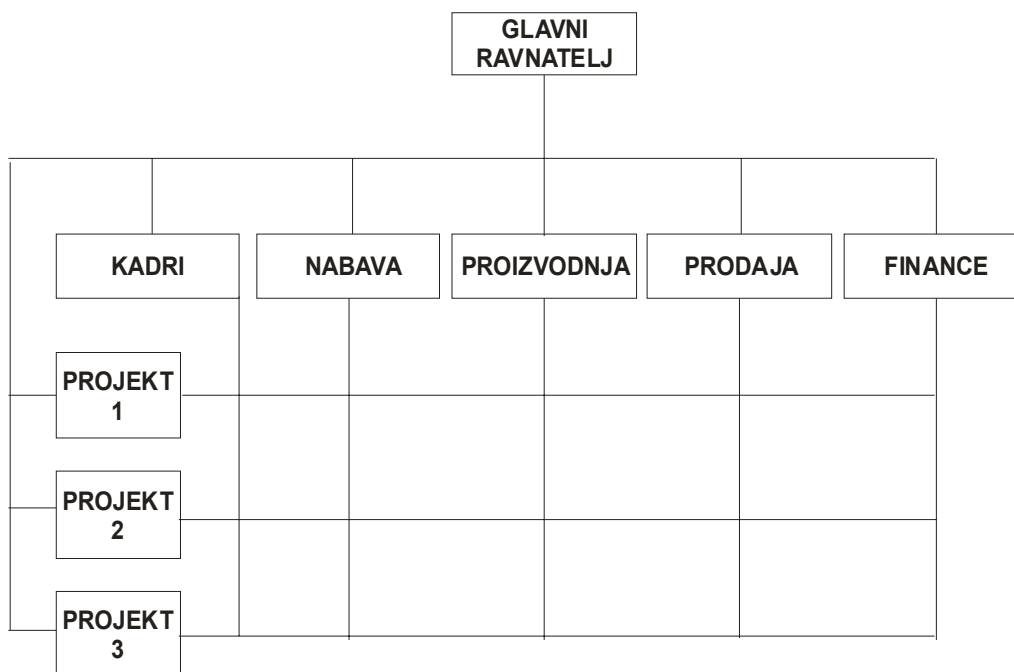 GLAVNI
RAVNATELJ
KADRI
NABAVA
PROIZVODNJA
PRODAJA
FINANCE
PROJEKT
1
PROJEKT
2
PROJEKT
3